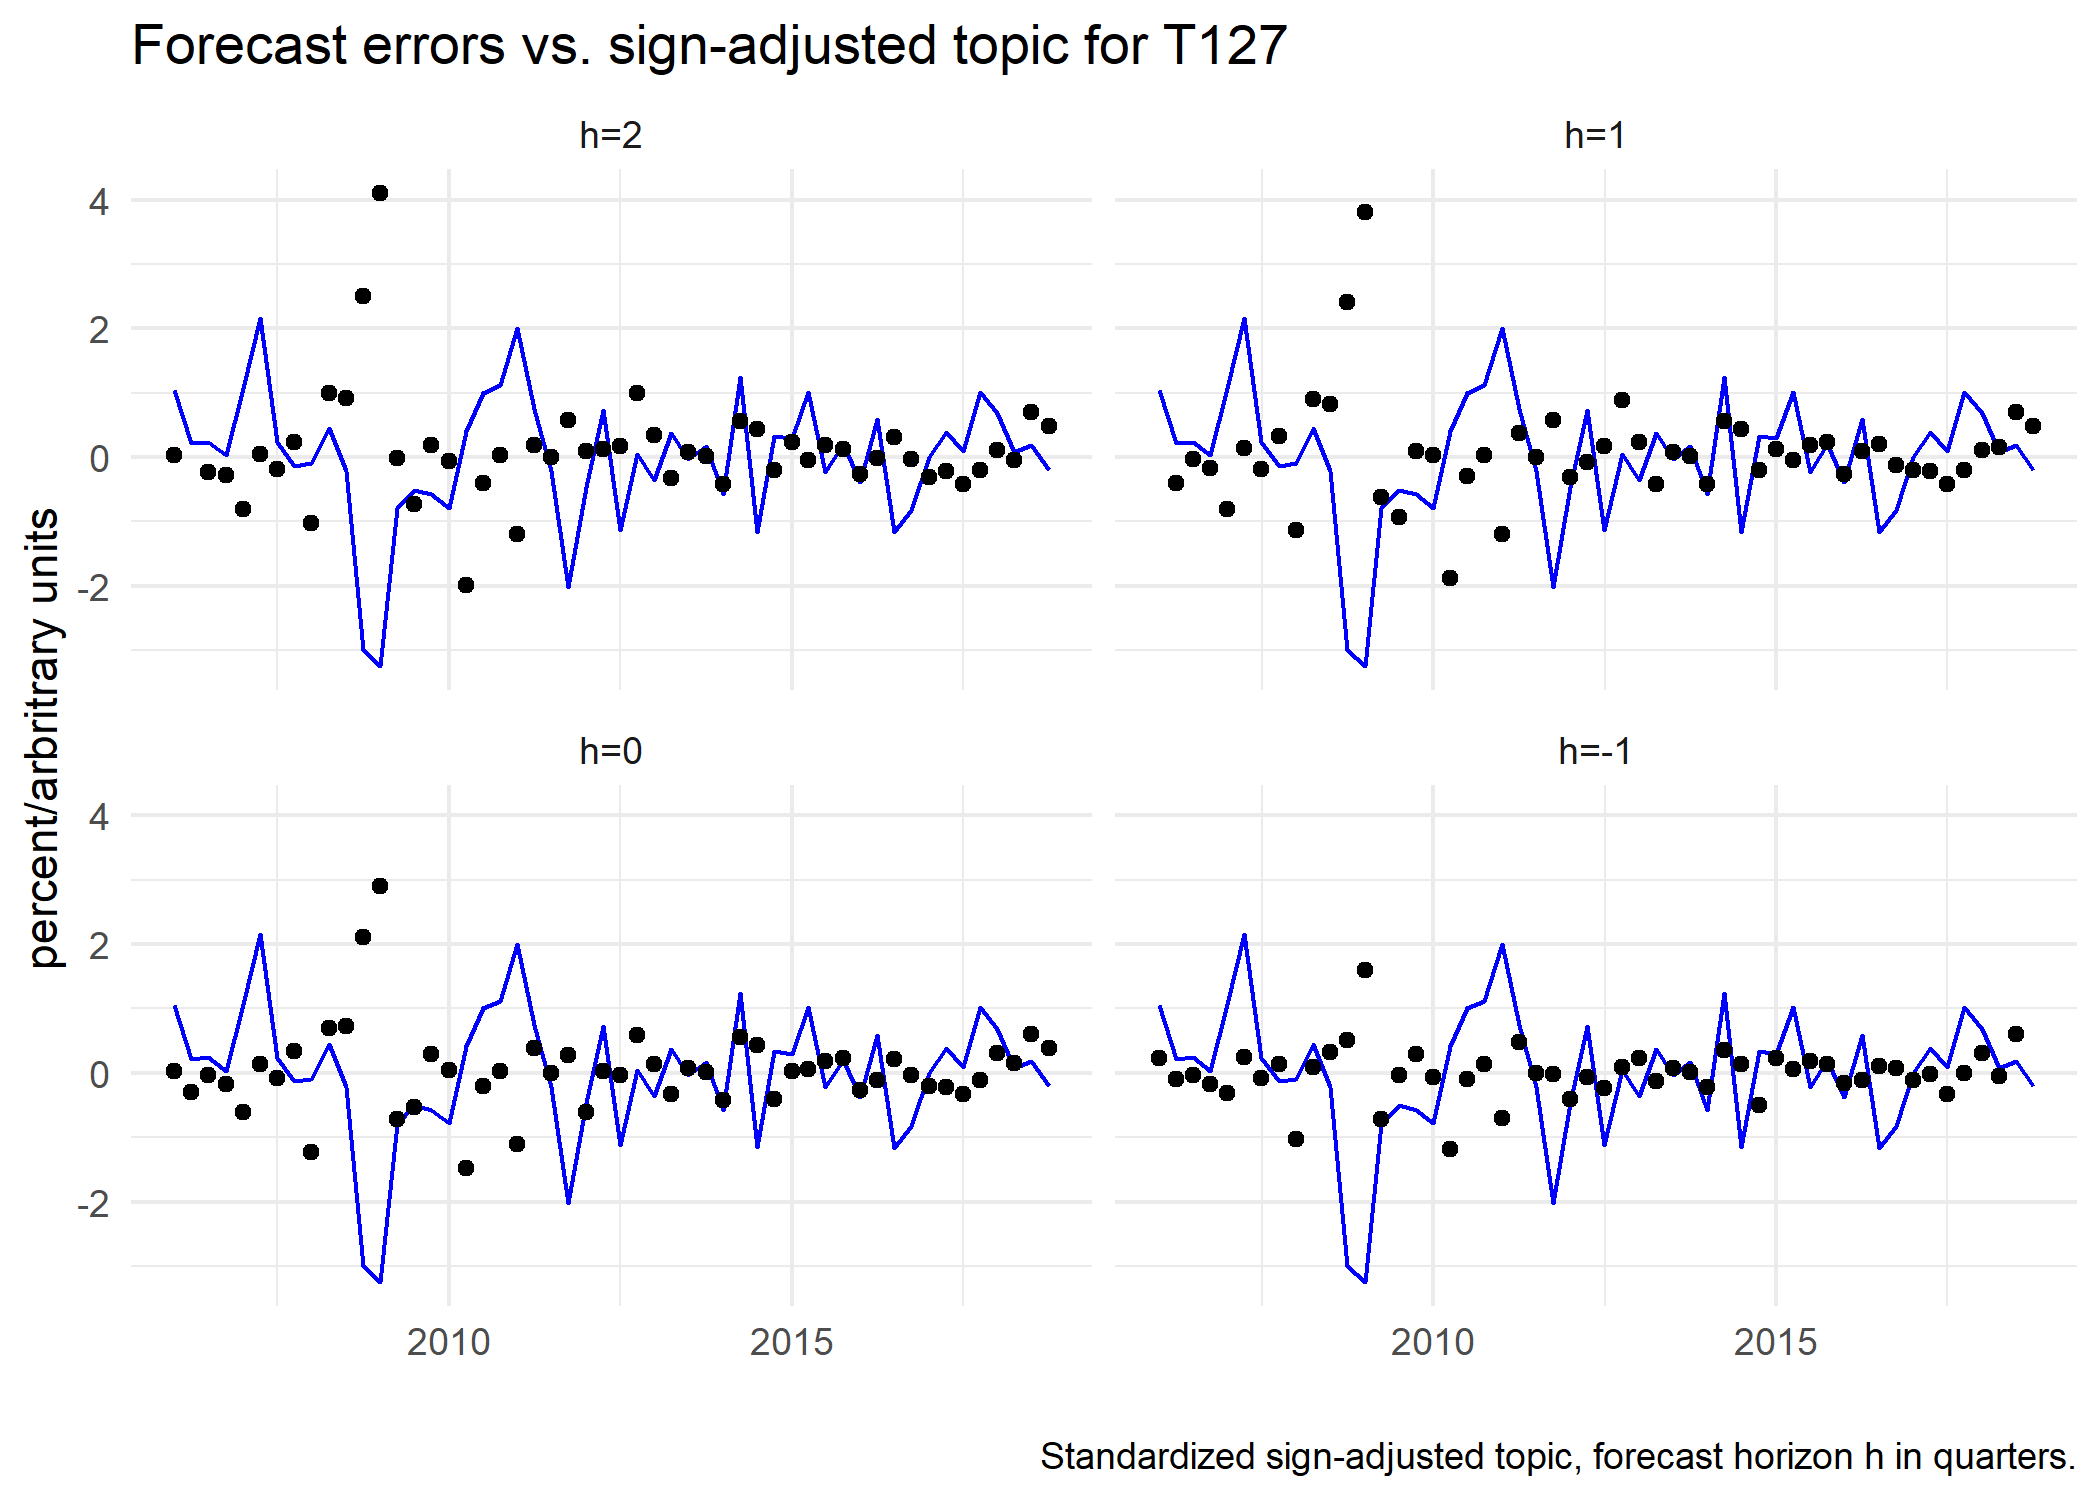 Forecast errors vs. sign-adjusted topic for T127
h=2
h=1
4
2
0
-2
percent/arbritrary units
h=0
h=-1
4
2
0
-2
2010
2015
2010
2015
Standardized sign-adjusted topic, forecast horizon h in quarters.